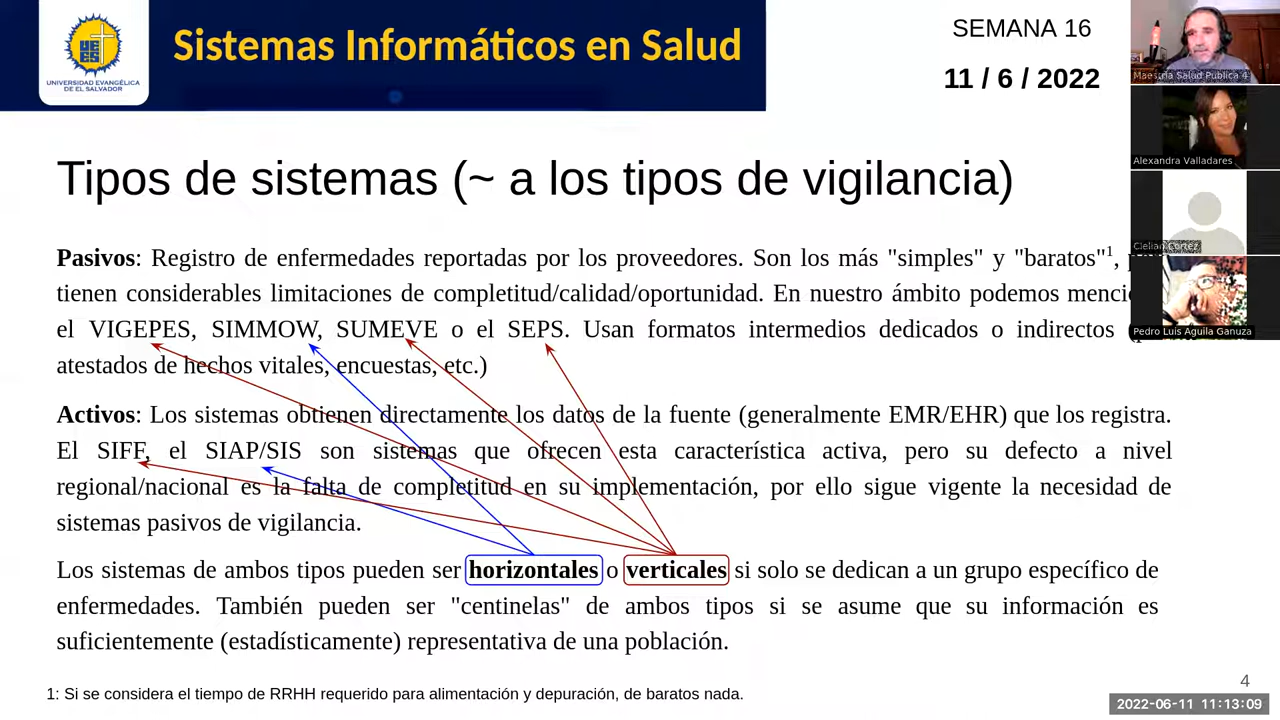 Sistemas Informáticos en Salud
UNIVERSIDAD EVANGÉLICA
DE EL SALVADOR
SEMANA 16
11 / 6 / 2022
Maestria Salud Publica 4
Alexandra Valladares
Clelian Cortez
Pedro Luis Aguila Ganuza
Tipos de sistemas (~ a los tipos de vigilancia)
Pasivos: Registro de enfermedades reportadas por los proveedores. Son los más "simples" y "baratos"1,
tienen considerables limitaciones de completitud/calidad/oportunidad. En nuestro ámbito podemos
el VIGEPES, SIMMOW, SUMEVE o el SEPS. Usan formatos intermedios dedicados o indirectos
atestados de hechos vitales, encuestas, etc.)
Activos: Los sistemas obtienen directamente los datos de la fuente (generalmente EMR/EHR) que los registra.
El SIFF, el SIAP/SIS son sistemas que ofrecen esta característica activa, pero su defecto a nivel
regional/nacional es la falta de completitud en su implementación, por ello sigue vigente la necesidad de
sistemas pasivos de vigilancia.
Los sistemas de ambos tipos pueden ser horizontales o verticales si solo se dedican a un grupo específico de
enfermedades. También pueden ser "centinelas" de ambos tipos si se asume que su información es
suficientemente (estadísticamente) representativa de una población.
1: Si se considera el tiempo de RRHH requerido para alimentación y depuración, de baratos nada.
4
2022-06-11 11:13:09